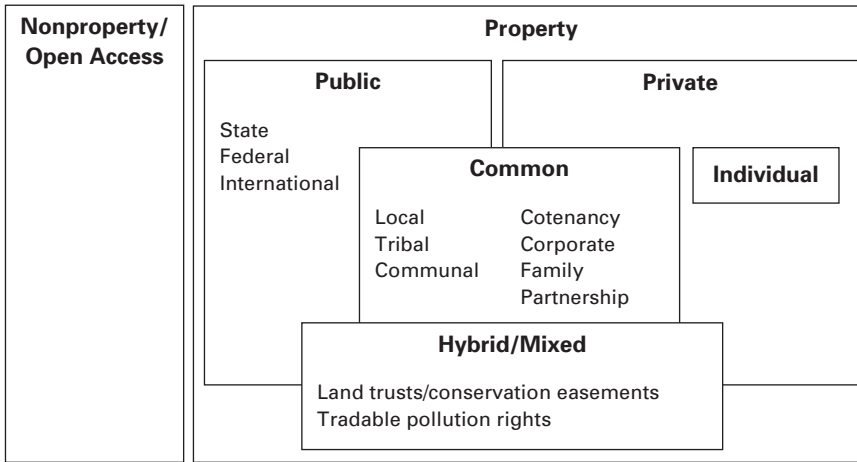 Nonproperty/
Open Access
Property
Public
State
Federal
International
Private
Individual
Common
Local
Tribal
Communal
Cotenancy
Corporate
Family
Partnership
Hybrid/Mixed
Land trusts/conservation easements
Tradable pollution rights